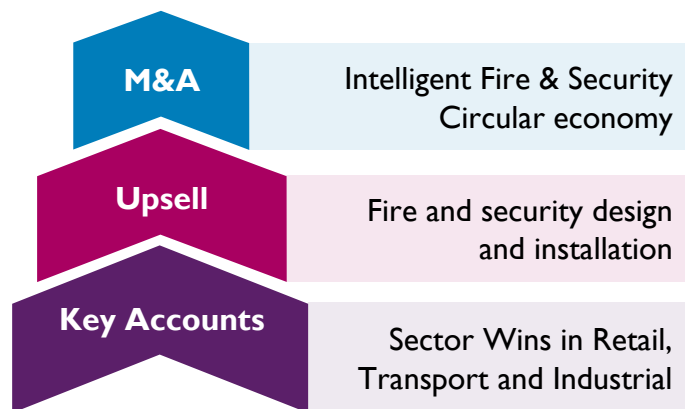 M&A
Intelligent Fire & Security
Circular economy
Upsell
Fire and security design
and installation
Key Accounts
Sector Wins in Retail,
Transport and Industrial